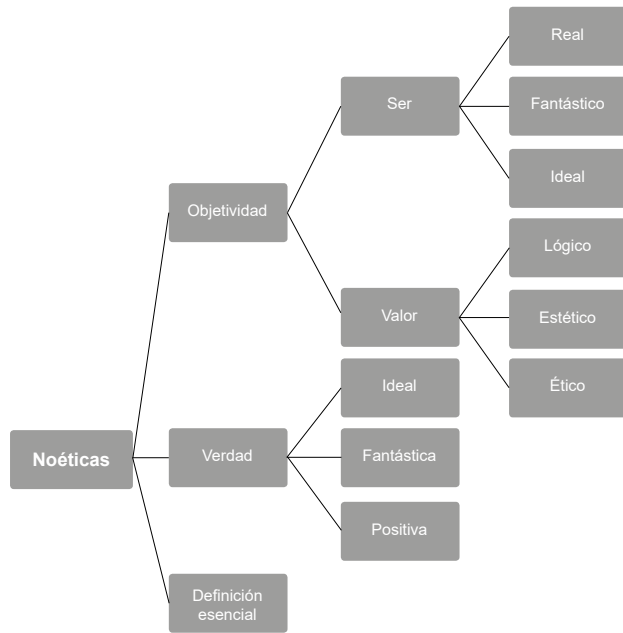 Real
Ser
Fantástico
Ideal
Objetividad
Lógico
Valor
Estético
Ético
Ideal
Noéticas
Verdad
Fantástica
Positiva
Definición
esencial